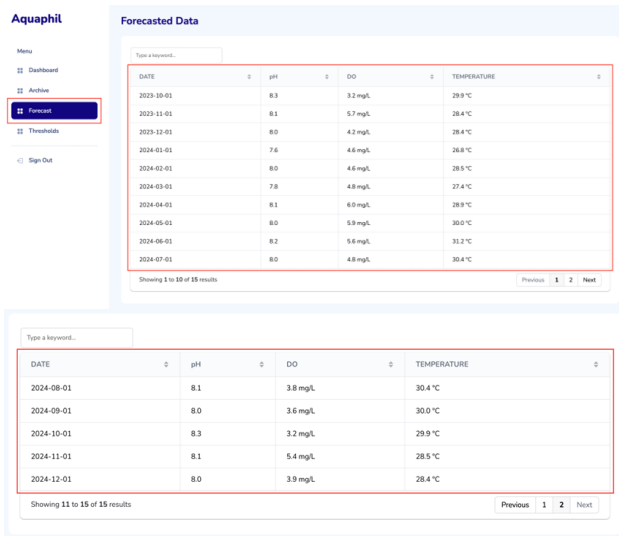 Aquaphil
Forecasted Data
Menu
Dashboard
Archive
Forecast
Thresholds
Sign Out
Type a keyword...
DATE pH DO TEMPERATURE
2023-10-01 8.3 3.2 mg/L 29.9 °C
2023-11-01 8.1 5.7 mg/L 28.4 °C
2023-12-01 8.0 4.2 mg/L 28.4 °C
2024-01-01 7.6 4.6 mg/L 26.8 °C
2024-02-01 8.0 4.6 mg/L 28.5 °C
2024-03-01 7.8 4.8 mg/L 27.4 °C
2024-04-01 8.1 6.0 mg/L 28.9 °C
2024-05-01 8.0 5.9 mg/L 30.0 °C
2024-06-01 8.2 5.6 mg/L 31.2 °C
2024-07-01 8.0 4.8 mg/L 30.4 °C
Showing 1 to 10 of 15 results Previous 1 2 Next
Type a keyword...
DATE pH DO TEMPERATURE
2024-08-01 8.1 3.8 mg/L 30.4 °C
2024-09-01 8.0 3.6 mg/L 30.0 °C
2024-10-01 8.3 3.2 mg/L 29.9 °C
2024-11-01 8.1 5.4 mg/L 28.5 °C
2024-12-01 8.0 3.9 mg/L 28.4 °C
Showing 11 to 15 of 15 results Previous 1 2 Next